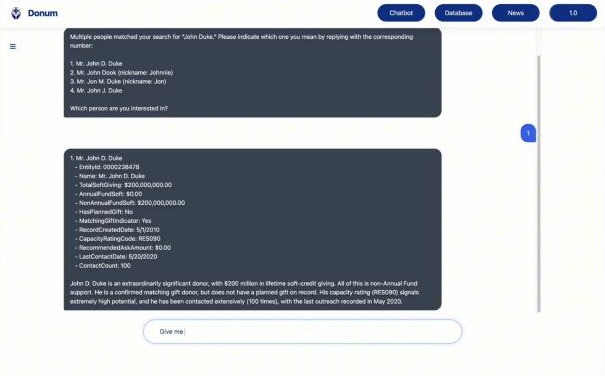 Donum
Chatbot
Database
News
1.0
Multiple people matched your search for "John Duke." Please indicate which one you mean by replying with the corresponding
number:
1. Mr. John D. Duke
2. Mr. John Dook (nickname: Johnnie)
3. Mr. Jon M. Duke (nickname: Jon)
4. Mr. John J. Duke
Which person are you interested in?
1
1. Mr. John D. Duke
- EntityId: 0000238478
- Name: Mr. John D. Duke
- TotalSoftGiving: $200,000,000.00
- AnnualFundSoft: $0.00
- NonAnnualFundSoft: $200,000,000.00
- HasPlannedGift: No
- MatchingGiftIndicator: Yes
- RecordCreatedDate: 5/1/2010
- CapacityRatingCode: RES090
- RecommendedAskAmount: $0.00
- LastContactDate: 5/20/2020
- ContactCount: 100
John D. Duke is an extraordinarily significant donor, with $200 million in lifetime soft-credit giving. All of this is non-Annual Fund
support. He is a confirmed matching gift donor, but does not have a planned gift on record. His capacity rating (RES090) signals
extremely high potential, and he has been contacted extensively (100 times), with the last outreach recorded in May 2020.
Give me